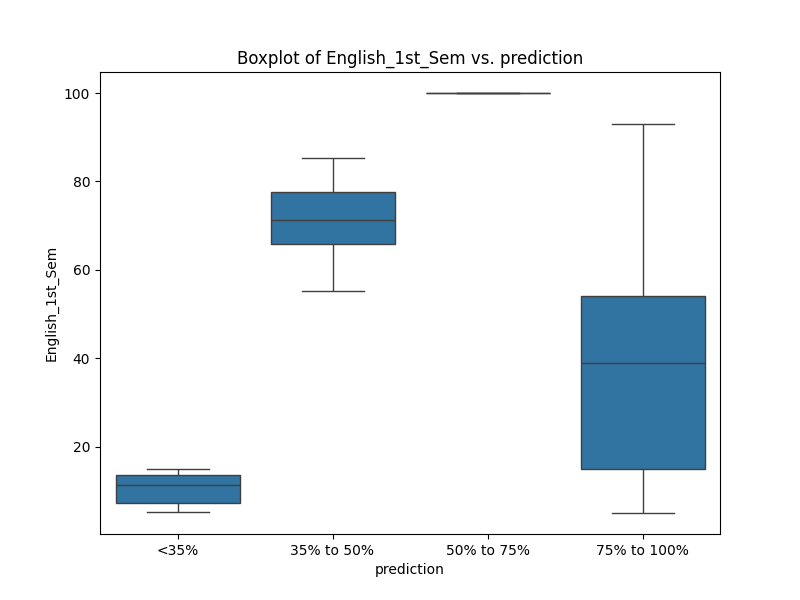 Boxplot of English_1st_Sem vs. prediction
English_1st_Sem
100
80
60
40
20
<35%
35% to 50%
50% to 75%
75% to 100%
prediction